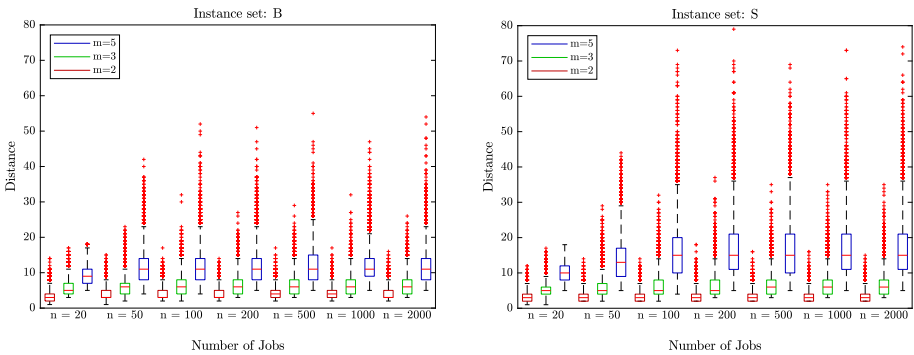 Instance set: B
80
70
60
50
40
30
20
10
0
Distance
m=5
m=3
m=2
n = 20
n = 50
n = 100
n = 200
n = 500
n = 1000
n = 2000
Number of Jobs
Instance set: S
80
70
60
50
40
30
20
10
0
Distance
m=5
m=3
m=2
n = 20
n = 50
n = 100
n = 200
n = 500
n = 1000
n = 2000
Number of Jobs